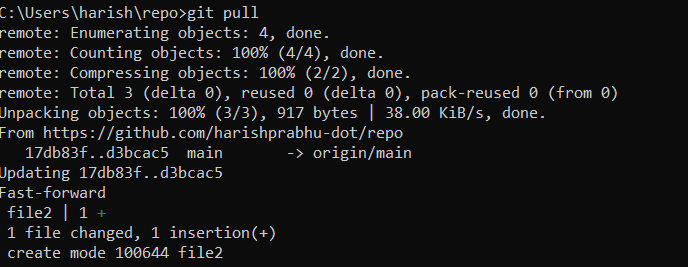 C:\Users\harish\repo>git pull
remote: Enumerating objects: 4, done.
remote: Counting objects: 100% (4/4), done.
remote: Compressing objects: 100% (2/2), done.
remote: Total 3 (delta 0), reused 0 (delta 0), pack-reused 0 (from 0)
Unpacking objects: 100% (3/3), 917 bytes | 38.00 KiB/s, done.
From https://github.com/harishprabhu-dot/repo
   17db83f..d3bcac5  main       -> origin/main
Updating 17db83f..d3bcac5
Fast-forward
 file2 | 1 +
 1 file changed, 1 insertion(+)
 create mode 100644 file2